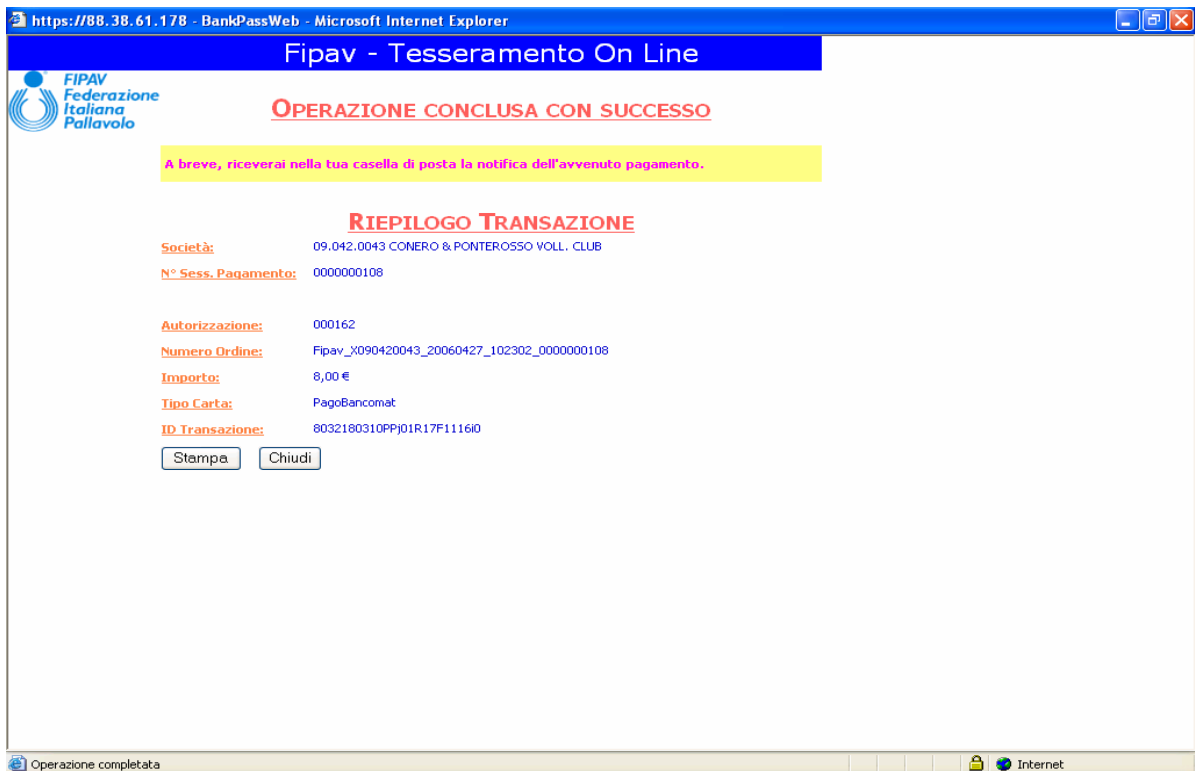 https://88.38.61.178 - BankPassWeb - Microsoft Internet Explorer
Fipav - Tesseramento On Line
FIPAV
Federazione
Italiana
Pallavolo
OPERAZIONE CONCLUSA CON SUCCESSO
A breve, riceverai nella tua casella di posta la notifica dell'avvenuto pagamento.
RIEPILOGO TRANSAZIONE
Società: 09.042.0043 CONERO & PONTEROSSO VOLL. CLUB
N° Sess. Pagamento: 0000000108
Autorizzazione: 000162
Numero Ordine: Fipav_X090420043_20060427_102302_0000000108
Importo: 8,00 €
Tipo Carta: PagoBancomat
ID Transazione: 8032180310PPj01R17F1116i0
Stampa Chiudi
Operazione completata Internet